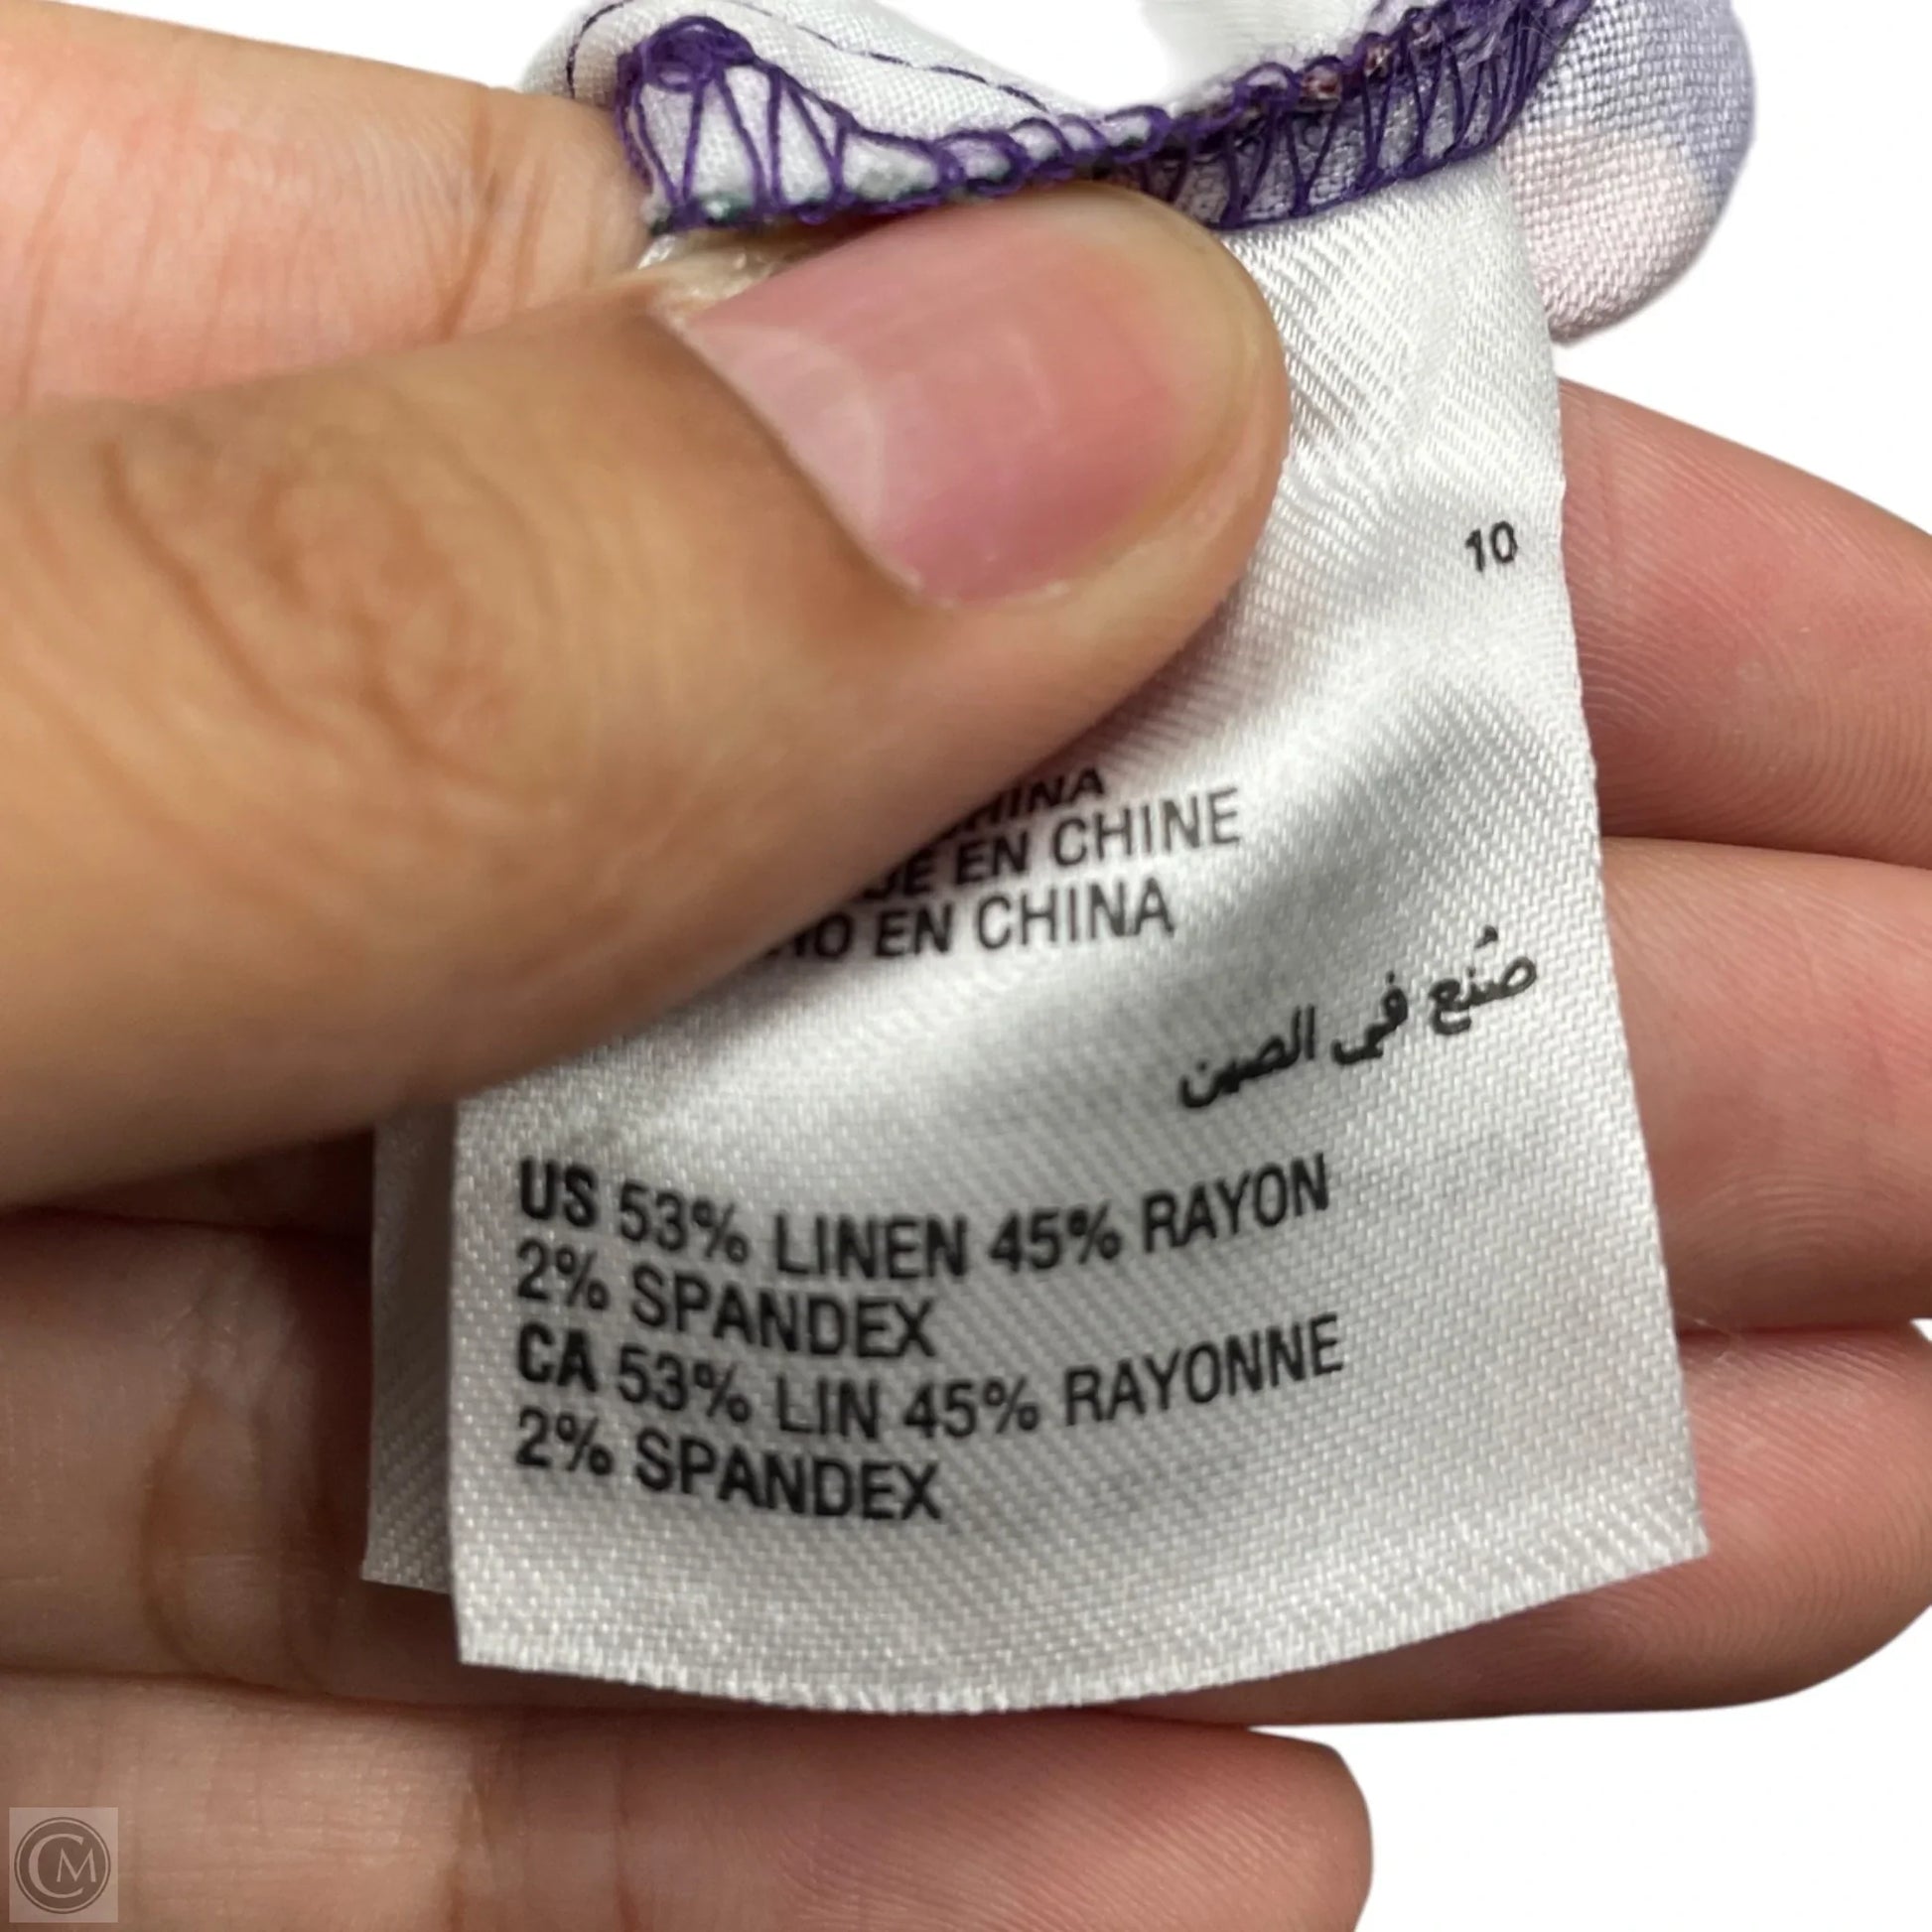 10
EN CHINE
EN CHINA
صُنع في الصين
US 53% LINEN 45% RAYON
2% SPANDEX
CA 53% LIN 45% RAYONNE
2% SPANDEX
CM